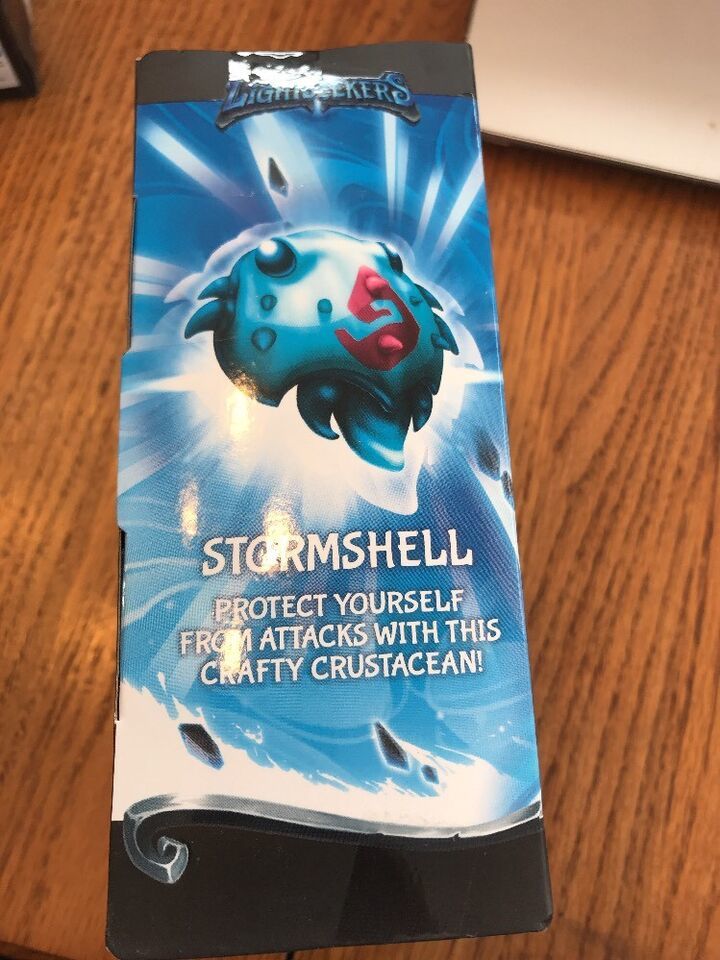 LIGHTSEEKERS
STORMSHELL
PROTECT YOURSELF
FROM ATTACKS WITH THIS
CRAFTY CRUSTACEAN!